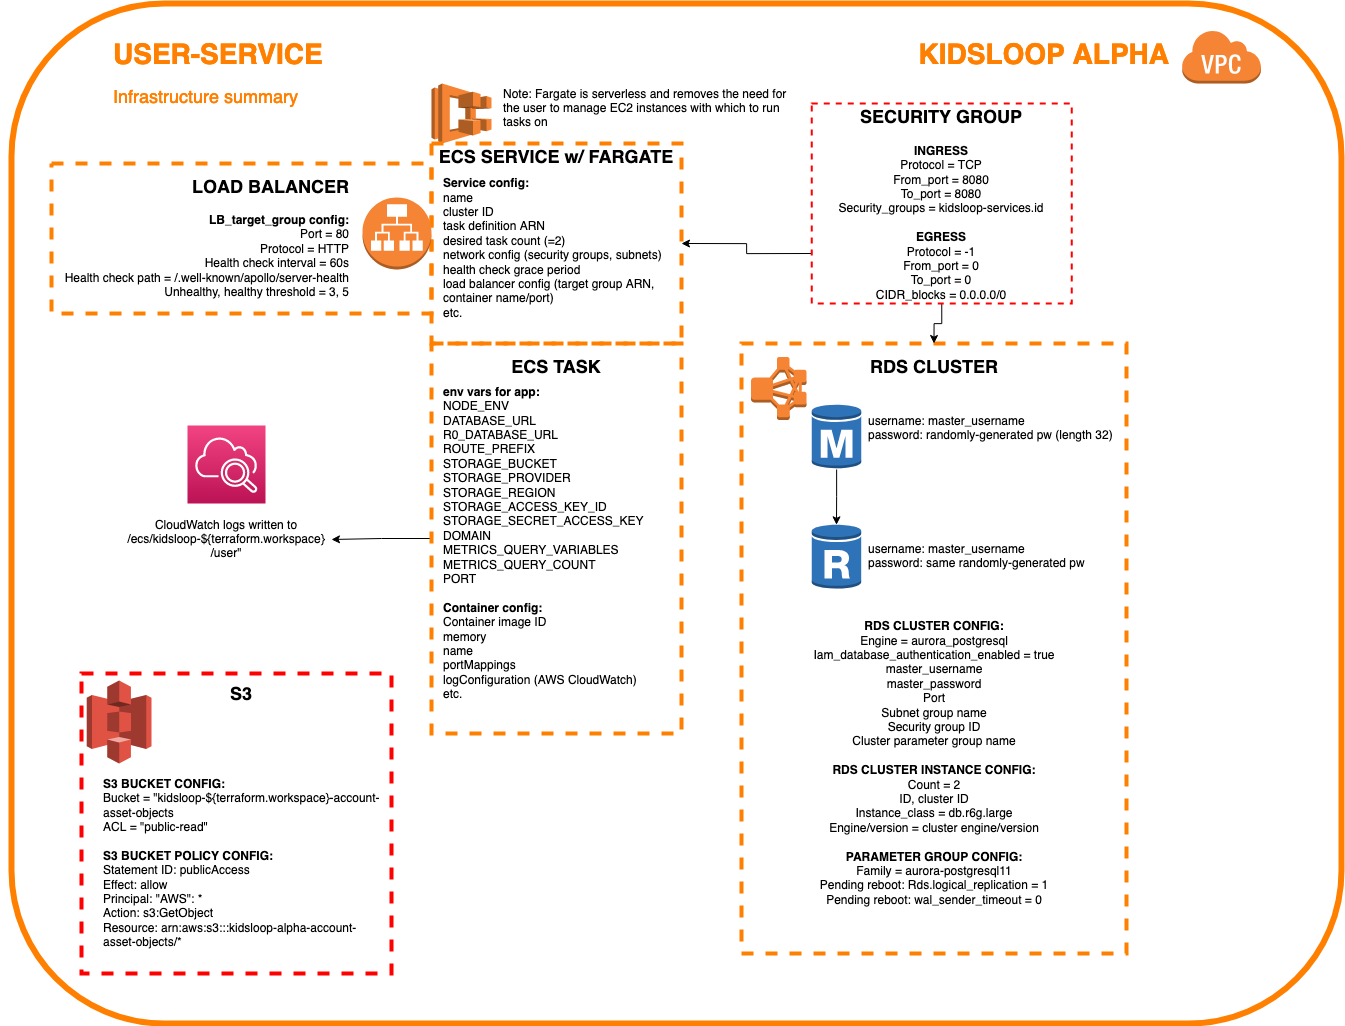 USER-SERVICE
Infrastructure summary
KIDSLOOP ALPHA
VPC
Note: Fargate is serverless and removes the need for
the user to manage EC2 instances with which to run
tasks on
LOAD BALANCER
LB_target_group config:
Port = 80
Protocol = HTTP
Health check interval = 60s
Health check path = /.well-known/apollo/server-health
Unhealthy, healthy threshold = 3, 5
ECS SERVICE w/ FARGATE
Service config:
name
cluster ID
task definition ARN
desired task count (=2)
network config (security groups, subnets)
health check grace period
load balancer config (target group ARN,
container name/port)
etc.
SECURITY GROUP
INGRESS
Protocol = TCP
From_port = 8080
To_port = 8080
Security_groups = kidsloop-services.id
EGRESS
Protocol = -1
From_port = 0
To_port = 0
CIDR_blocks = 0.0.0.0/0
ECS TASK
env vars for app:
NODE_ENV
DATABASE_URL
R0_DATABASE_URL
ROUTE_PREFIX
STORAGE_BUCKET
STORAGE_PROVIDER
STORAGE_REGION
STORAGE_ACCESS_KEY_ID
STORAGE_SECRET_ACCESS_KEY
DOMAIN
METRICS_QUERY_VARIABLES
METRICS_QUERY_COUNT
PORT
Container config:
Container image ID
memory
name
portMappings
logConfiguration (AWS CloudWatch)
etc.
CloudWatch logs written to
/ecs/kidsloop-${terraform.workspace}
/user"
S3
S3 BUCKET CONFIG:
Bucket = "kidsloop-${terraform.workspace}-account-
asset-objects
ACL = "public-read"
S3 BUCKET POLICY CONFIG:
Statement ID: publicAccess
Effect: allow
Principal: "AWS": *
Action: s3:GetObject
Resource: arn:aws:s3:::kidsloop-alpha-account-
asset-objects/*
RDS CLUSTER
M
username: master_username
password: randomly-generated pw (length 32)
R
username: master_username
password: same randomly-generated pw
RDS CLUSTER CONFIG:
Engine = aurora_postgresql
Iam_database_authentication_enabled = true
master_username
master_password
Port
Subnet group name
Security group ID
Cluster parameter group name
RDS CLUSTER INSTANCE CONFIG:
Count = 2
ID, cluster ID
Instance_class = db.r6g.large
Engine/version = cluster engine/version
PARAMETER GROUP CONFIG:
Family = aurora-postgresql11
Pending reboot: Rds.logical_replication = 1
Pending reboot: wal_sender_timeout = 0